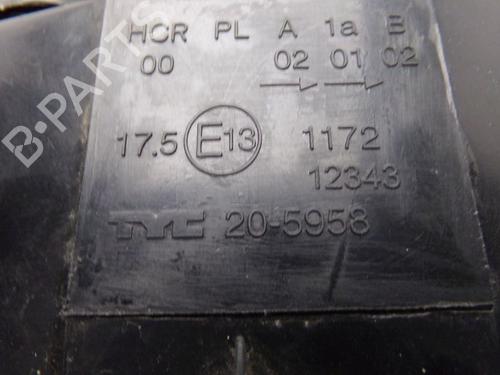 HCR PL A 1a B
00 02 01 02
17.5 E13 1172
12343
TYC 20-5958
B-PARTS